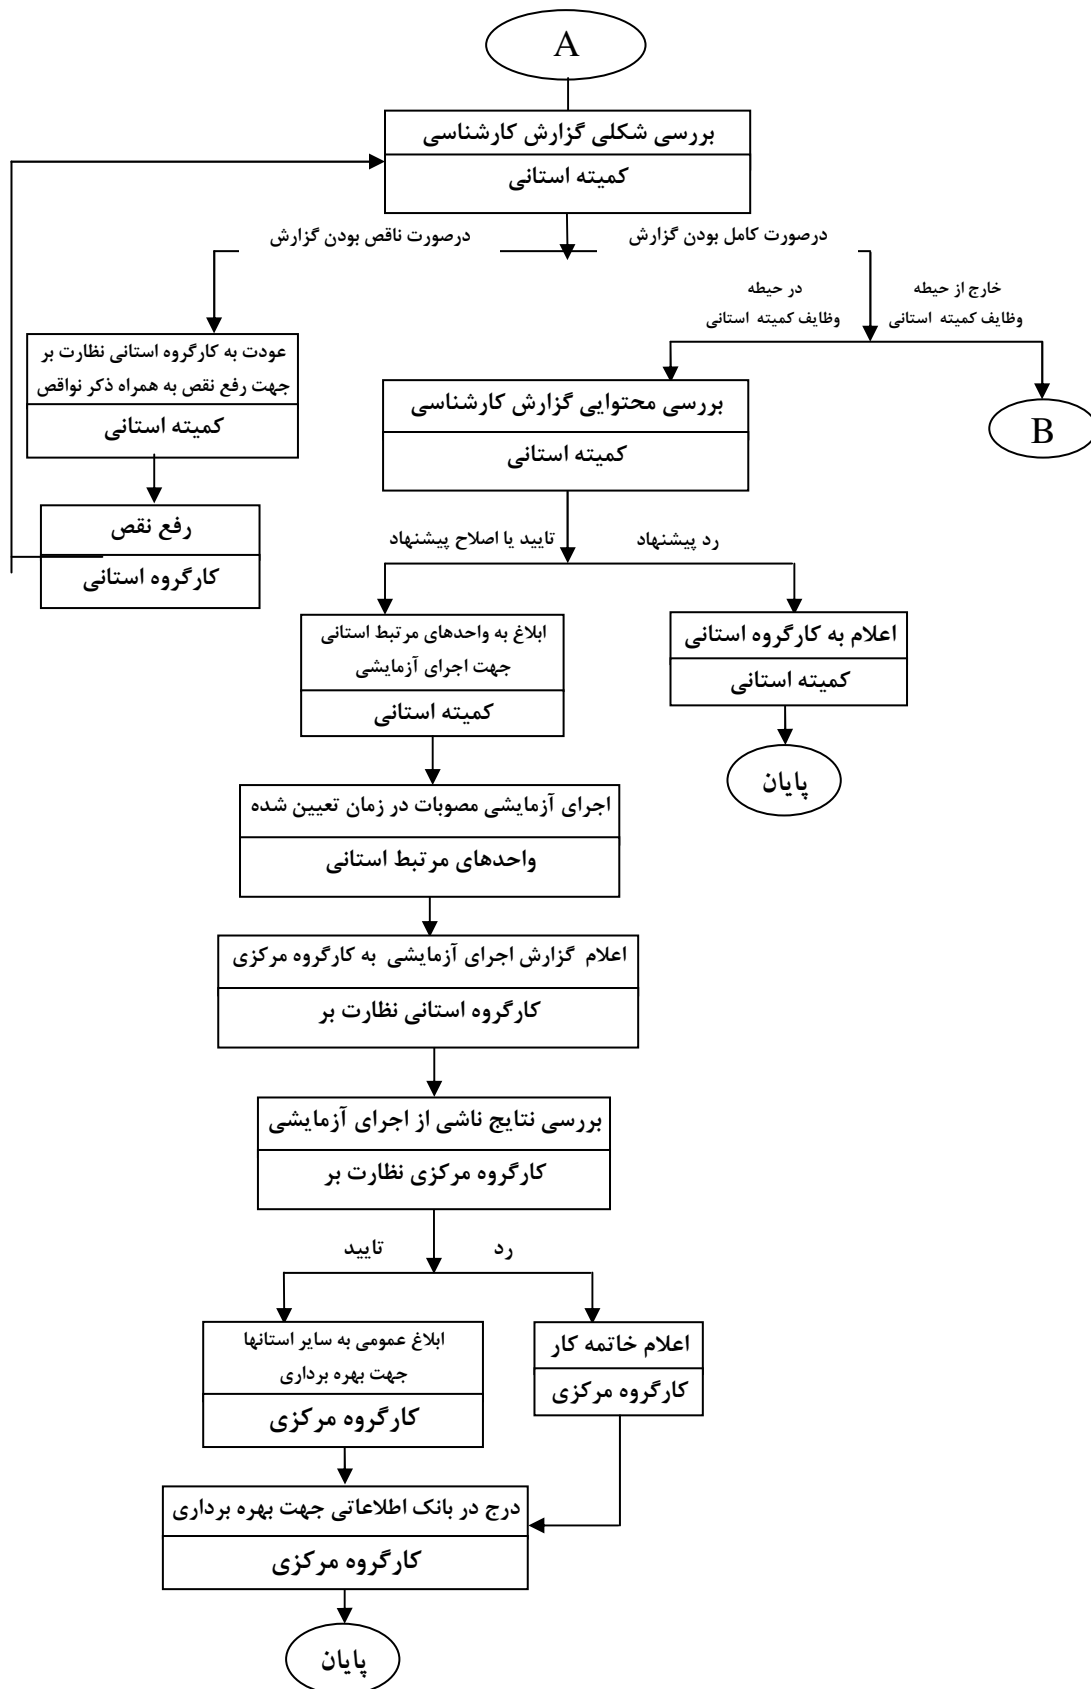 A
بررسی شکلی گزارش کارشناسی
کمیته استانی
درصورت کامل بودن گزارش
درصورت ناقص بودن گزارش
خارج از حیطه
وظایف کمیته استانی
در حیطه
وظایف کمیته استانی
عودت به کارگروه استانی نظارت بر
جهت رفع نقص به همراه ذکر نواقص
کمیته استانی
بررسی محتوایی گزارش کارشناسی
کمیته استانی
B
رفع نقص
کارگروه استانی
رد پیشنهاد
تایید یا اصلاح پیشنهاد
اعلام به کارگروه استانی
کمیته استانی
ابلاغ به واحدهای مرتبط استانی
جهت اجرای آزمایشی
کمیته استانی
پایان
اجرای آزمایشی مصوبات در زمان تعیین شده
واحدهای مرتبط استانی
اعلام گزارش اجرای آزمایشی به کارگروه مرکزی
کارگروه استانی نظارت بر
بررسی نتایج ناشی از اجرای آزمایشی
کارگروه مرکزی نظارت بر
رد
تایید
اعلام خاتمه کار
کارگروه مرکزی
ابلاغ عمومی به سایر استانها
جهت بهره برداری
کارگروه مرکزی
درج در بانک اطلاعاتی جهت بهره برداری
کارگروه مرکزی
پایان